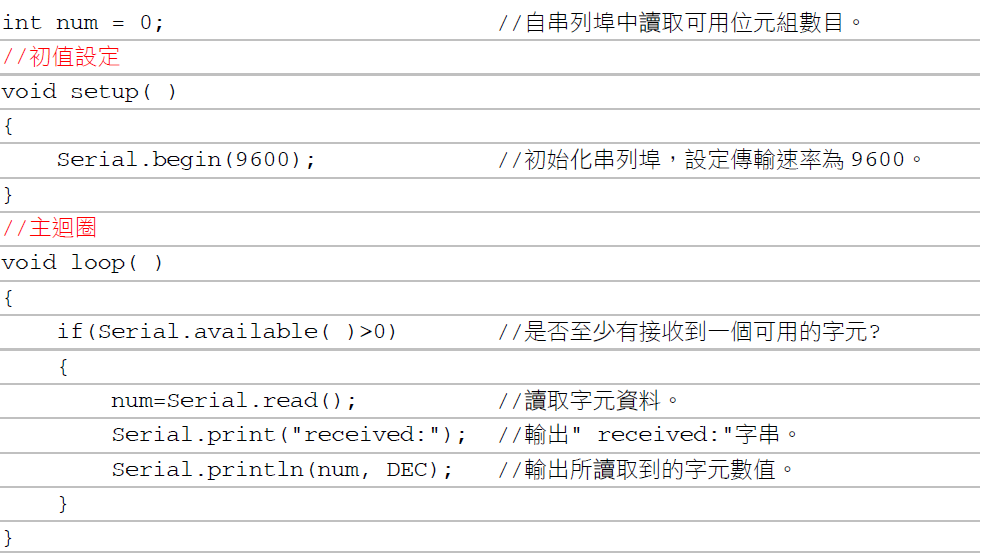 int num = 0; //自串列埠中讀取可用位元組數目。
//初值設定
void setup( )
{
Serial.begin(9600); //初始化串列埠，設定傳輸速率為 9600。
}
//主迴圈
void loop( )
{
if(Serial.available( )>0) //是否至少有接收到一個可用的字元?
{
num=Serial.read(); //讀取字元資料。
Serial.print("received:"); //輸出" received:"字串。
Serial.println(num, DEC); //輸出所讀取到的字元數值。
}
}